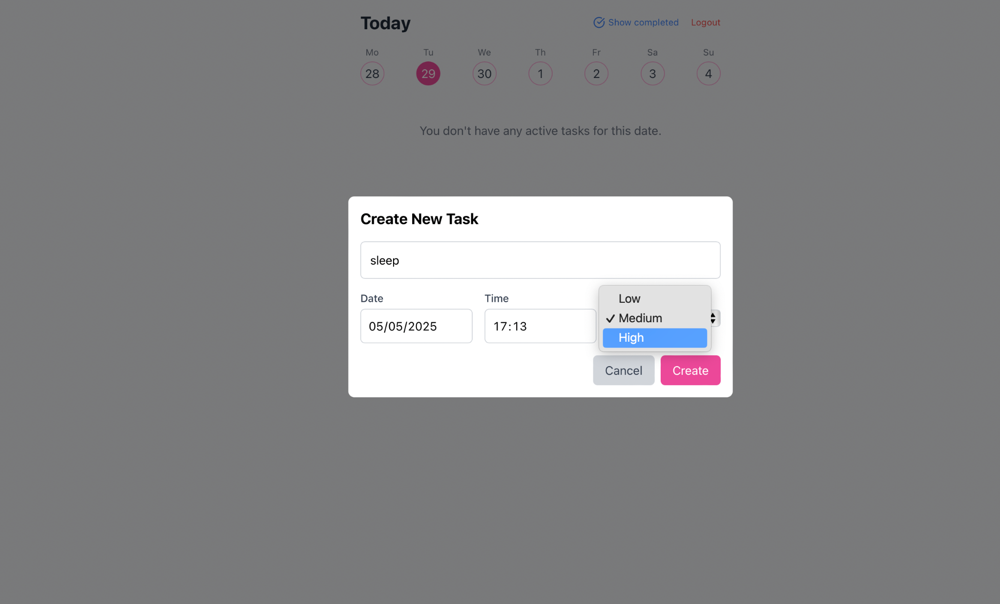 Today
Show completed Logout
Mo Tu We Th Fr Sa Su
28 29 30 1 2 3 4
You don't have any active tasks for this date.
Create New Task
sleep
Date Time
05/05/2025 17:13
Low
Medium
High
Cancel Create